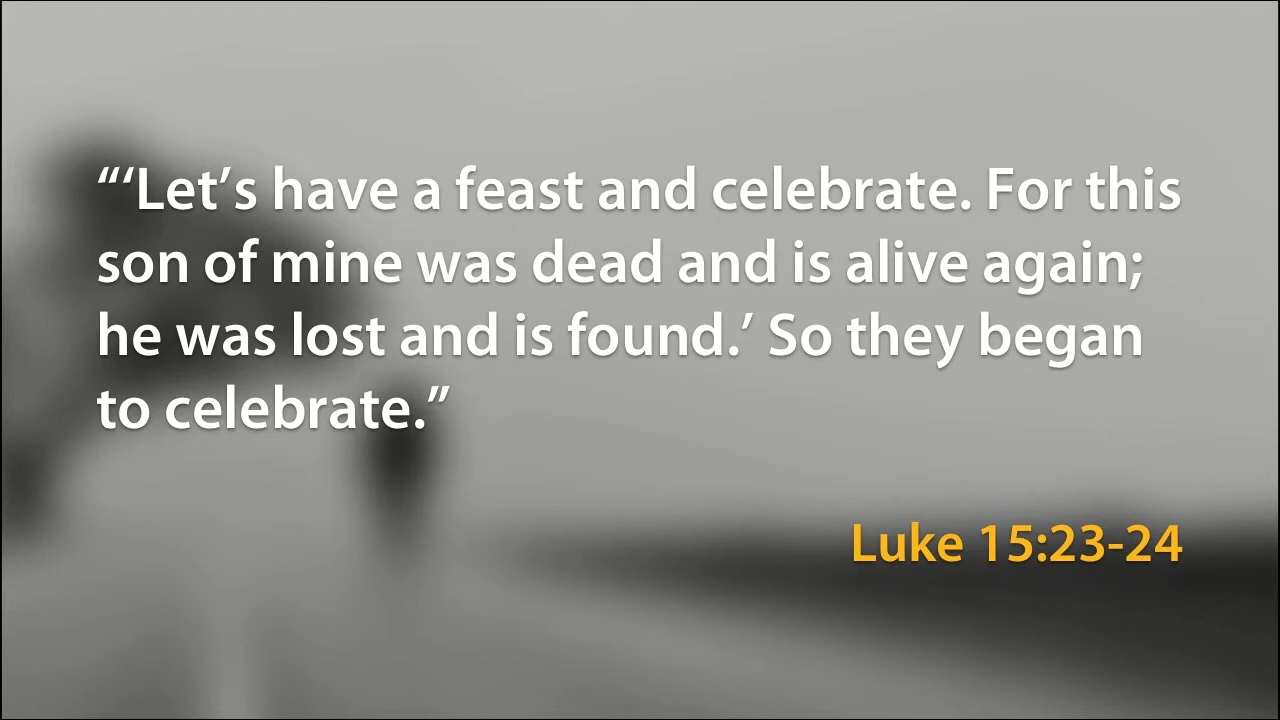 “‘Let’s have a feast and celebrate. For this
son of mine was dead and is alive again;
he was lost and is found.’ So they began
to celebrate.”
Luke 15:23-24